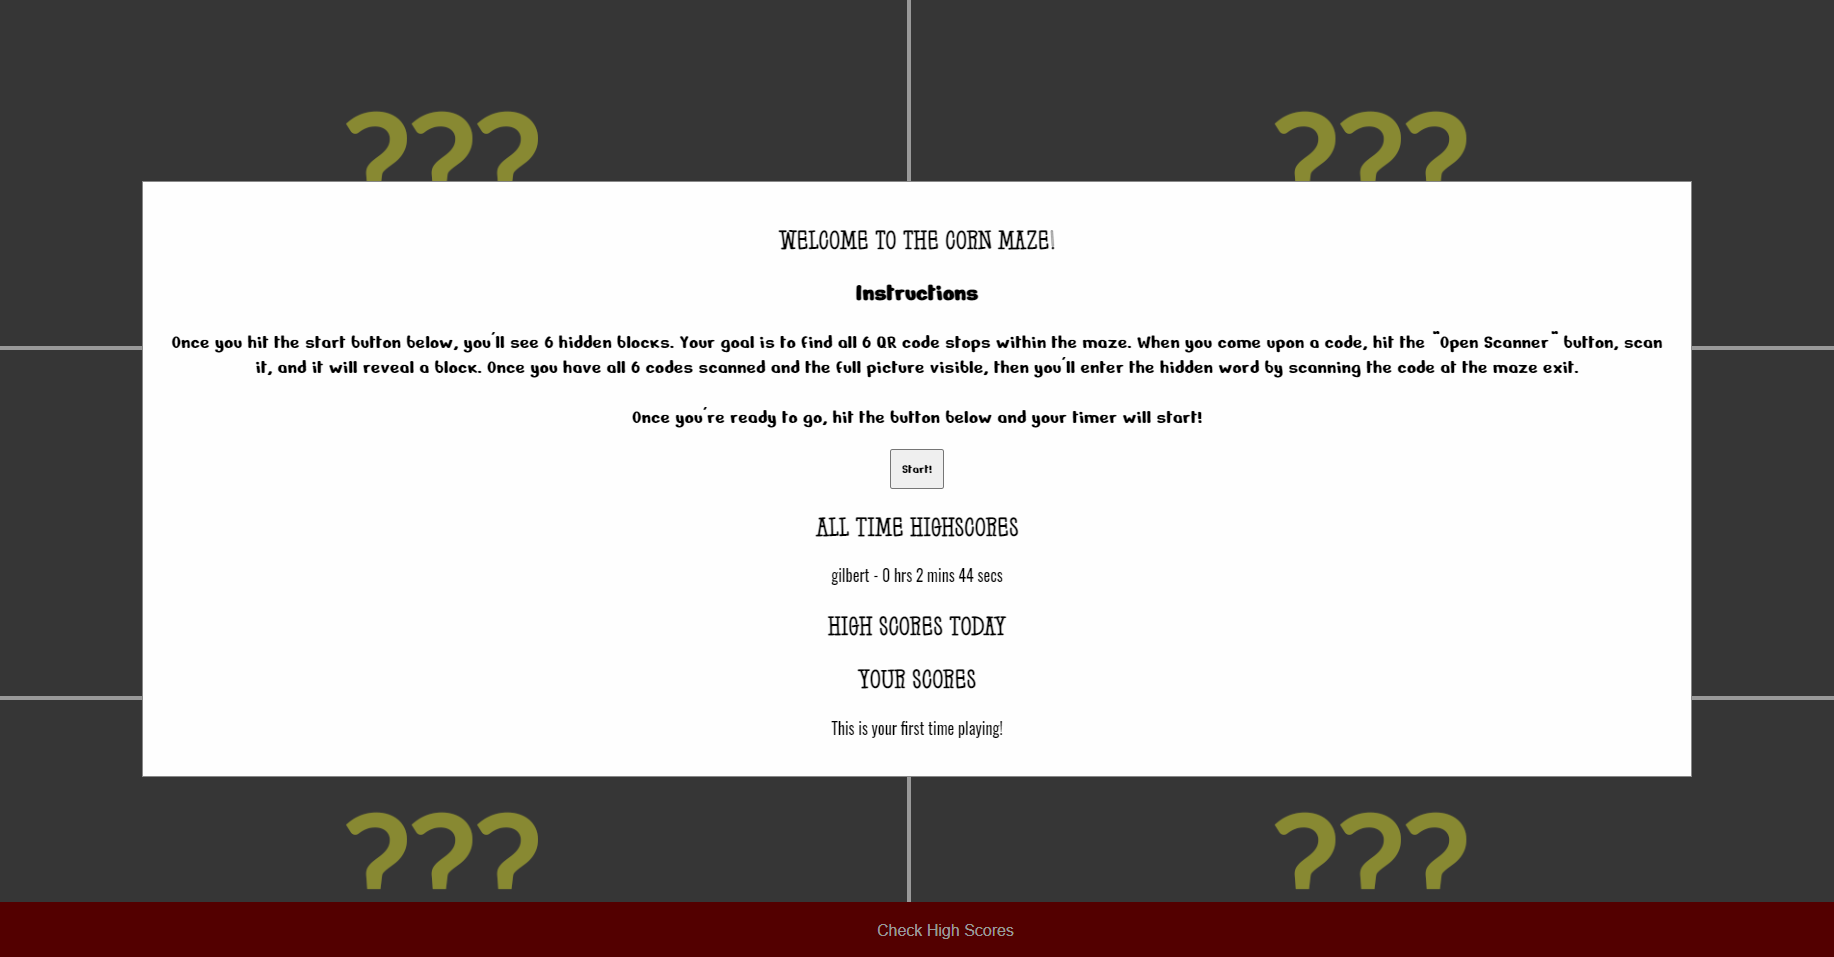 ??? ???
WELCOME TO THE CORN MAZE!
Instructions
Once you hit the start button below, you'll see 6 hidden blocks. Your goal is to find all 6 QR code stops within the maze. When you come upon a code, hit the "Open Scanner" button, scan
it, and it will reveal a block. Once you have all 6 codes scanned and the full picture visible, then you'll enter the hidden word by scanning the code at the maze exit.
Once you're ready to go, hit the button below and your timer will start!
Start!
ALL TIME HIGHSCORES
gilbert - 0 hrs 2 mins 44 secs
HIGH SCORES TODAY
YOUR SCORES
This is your first time playing!
??? ???
Check High Scores